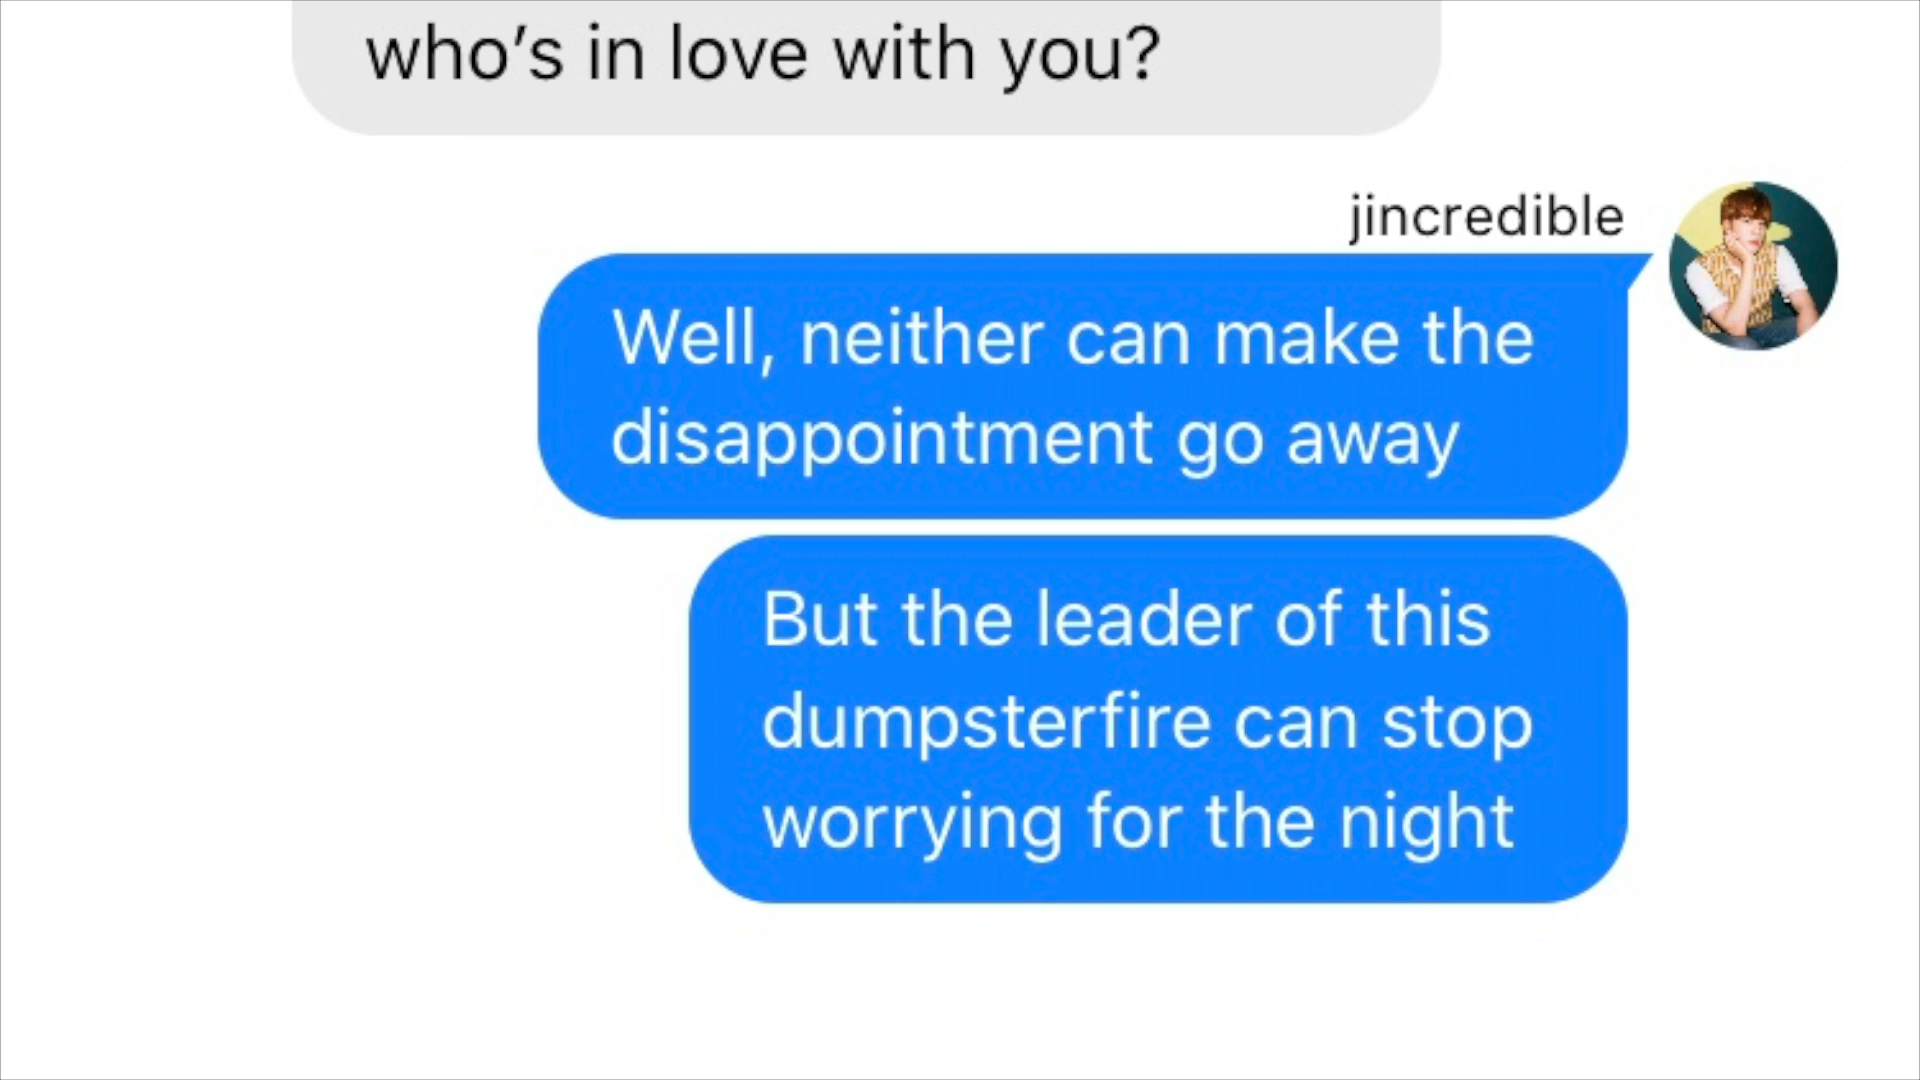 who’s in love with you?
jincredible
Well, neither can make the
disappointment go away
But the leader of this
dumpsterfire can stop
worrying for the night